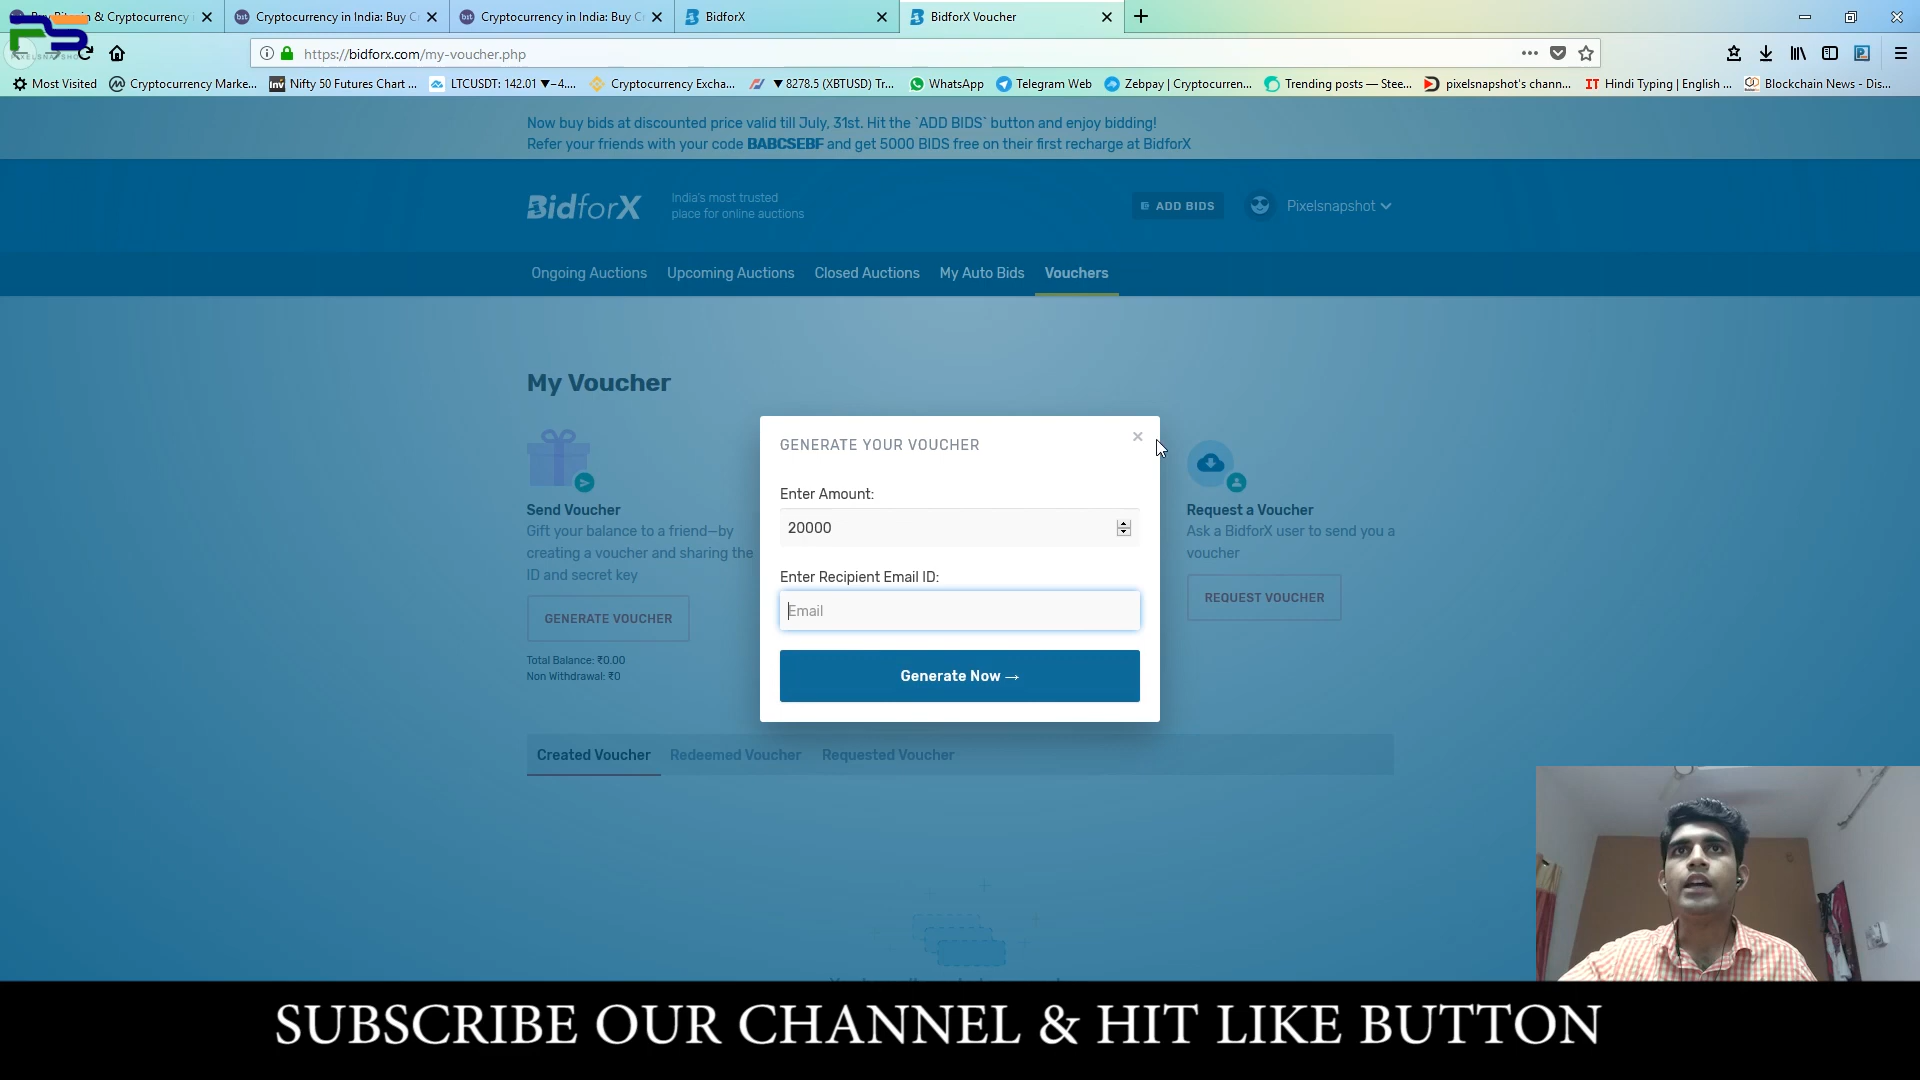 Buy Bitcoin & Cryptocurrency
Cryptocurrency in India: Buy C
Cryptocurrency in India: Buy C
BidforX
BidforX Voucher
PS
https://bidforx.com/my-voucher.php
Most Visited
Cryptocurrency Marke...
Nifty 50 Futures Chart ...
LTCUSDT: 142.01 ▼−4....
Cryptocurrency Excha...
▼ 8278.5 (XBTUSD) Tr...
WhatsApp
Telegram Web
Zebpay | Cryptocurren...
Trending posts — Stee...
pixelsnapshot's chann...
IT Hindi Typing | English ...
Blockchain News - Dis...
Now buy bids at discounted price valid till July, 31st. Hit the `ADD BIDS` button and enjoy bidding!
Refer your friends with your code BABCSEBF and get 5000 BIDS free on their first recharge at BidforX
BidforX
India's most trusted
place for online auctions
ADD BIDS
Pixelsnapshot
Ongoing Auctions
Upcoming Auctions
Closed Auctions
My Auto Bids
Vouchers
My Voucher
GENERATE YOUR VOUCHER
Enter Amount:
20000
Enter Recipient Email ID:
Email
Generate Now →
Send Voucher
Gift your balance to a friend—by
creating a voucher and sharing the
ID and secret key
GENERATE VOUCHER
Total Balance: ₹0.00
Non Withdrawal: ₹0
Request a Voucher
Ask a BidforX user to send you a
voucher
REQUEST VOUCHER
Created Voucher
Redeemed Voucher
Requested Voucher
SUBSCRIBE OUR CHANNEL & HIT LIKE BUTTON